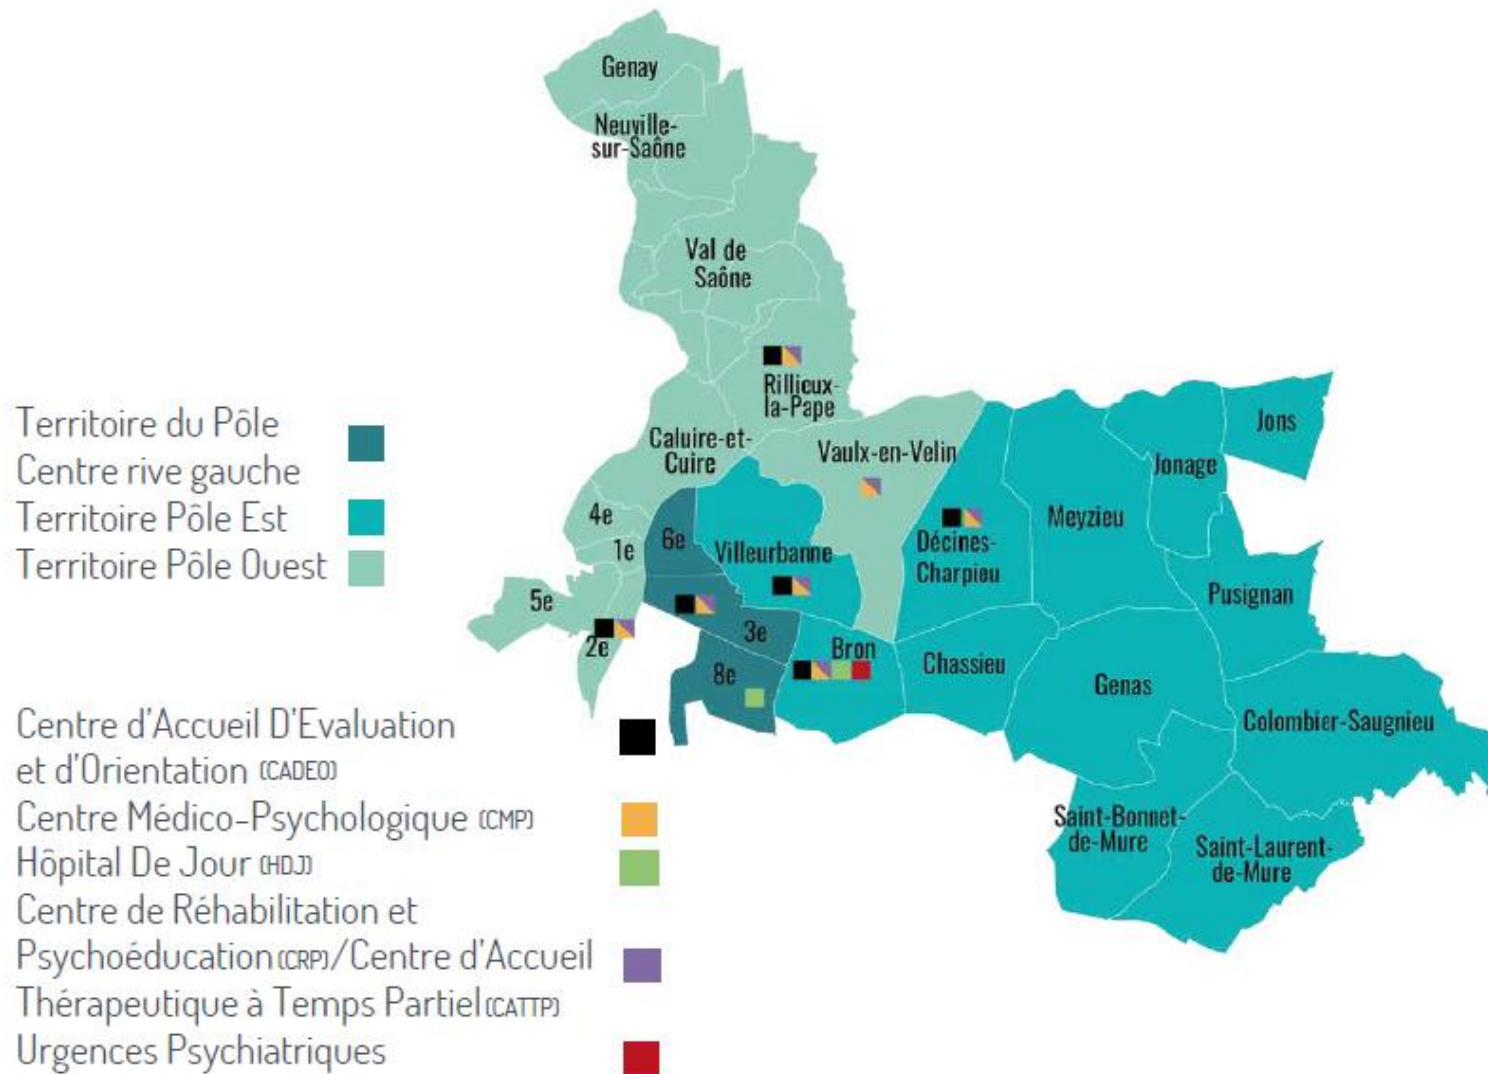 Genay
Neuville-
sur-Saône
Val de
Saône
Rillieux-
la-Pape
Caluire-et-
Cuire
Vaulx-en-Velin
Jons
Jonage
Meyzieu
4e
1e
6e
Villeurbanne
Décines-
Charpieu
5e
2e
3e
8e
Bron
Chassieu
Pusignan
Genas
Colombier-Saugnieu
Saint-Bonnet-
de-Mure
Saint-Laurent-
de-Mure
Territoire du Pôle
Centre rive gauche
Territoire Pôle Est
Territoire Pôle Ouest
Centre d'Accueil D'Evaluation
et d'Orientation (CADEO)
Centre Médico-Psychologique (CMP)
Hôpital De Jour (HDJ)
Centre de Réhabilitation et
Psychoéducation(CRP)/Centre d'Accueil
Thérapeutique à Temps Partiel(CATTP)
Urgences Psychiatriques